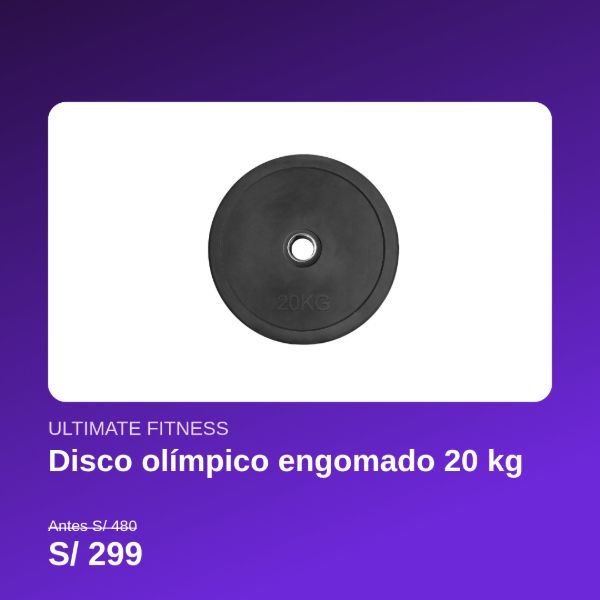 20KG
ULTIMATE FITNESS
Disco olímpico engomado 20 kg
Antes S/ 480
S/ 299